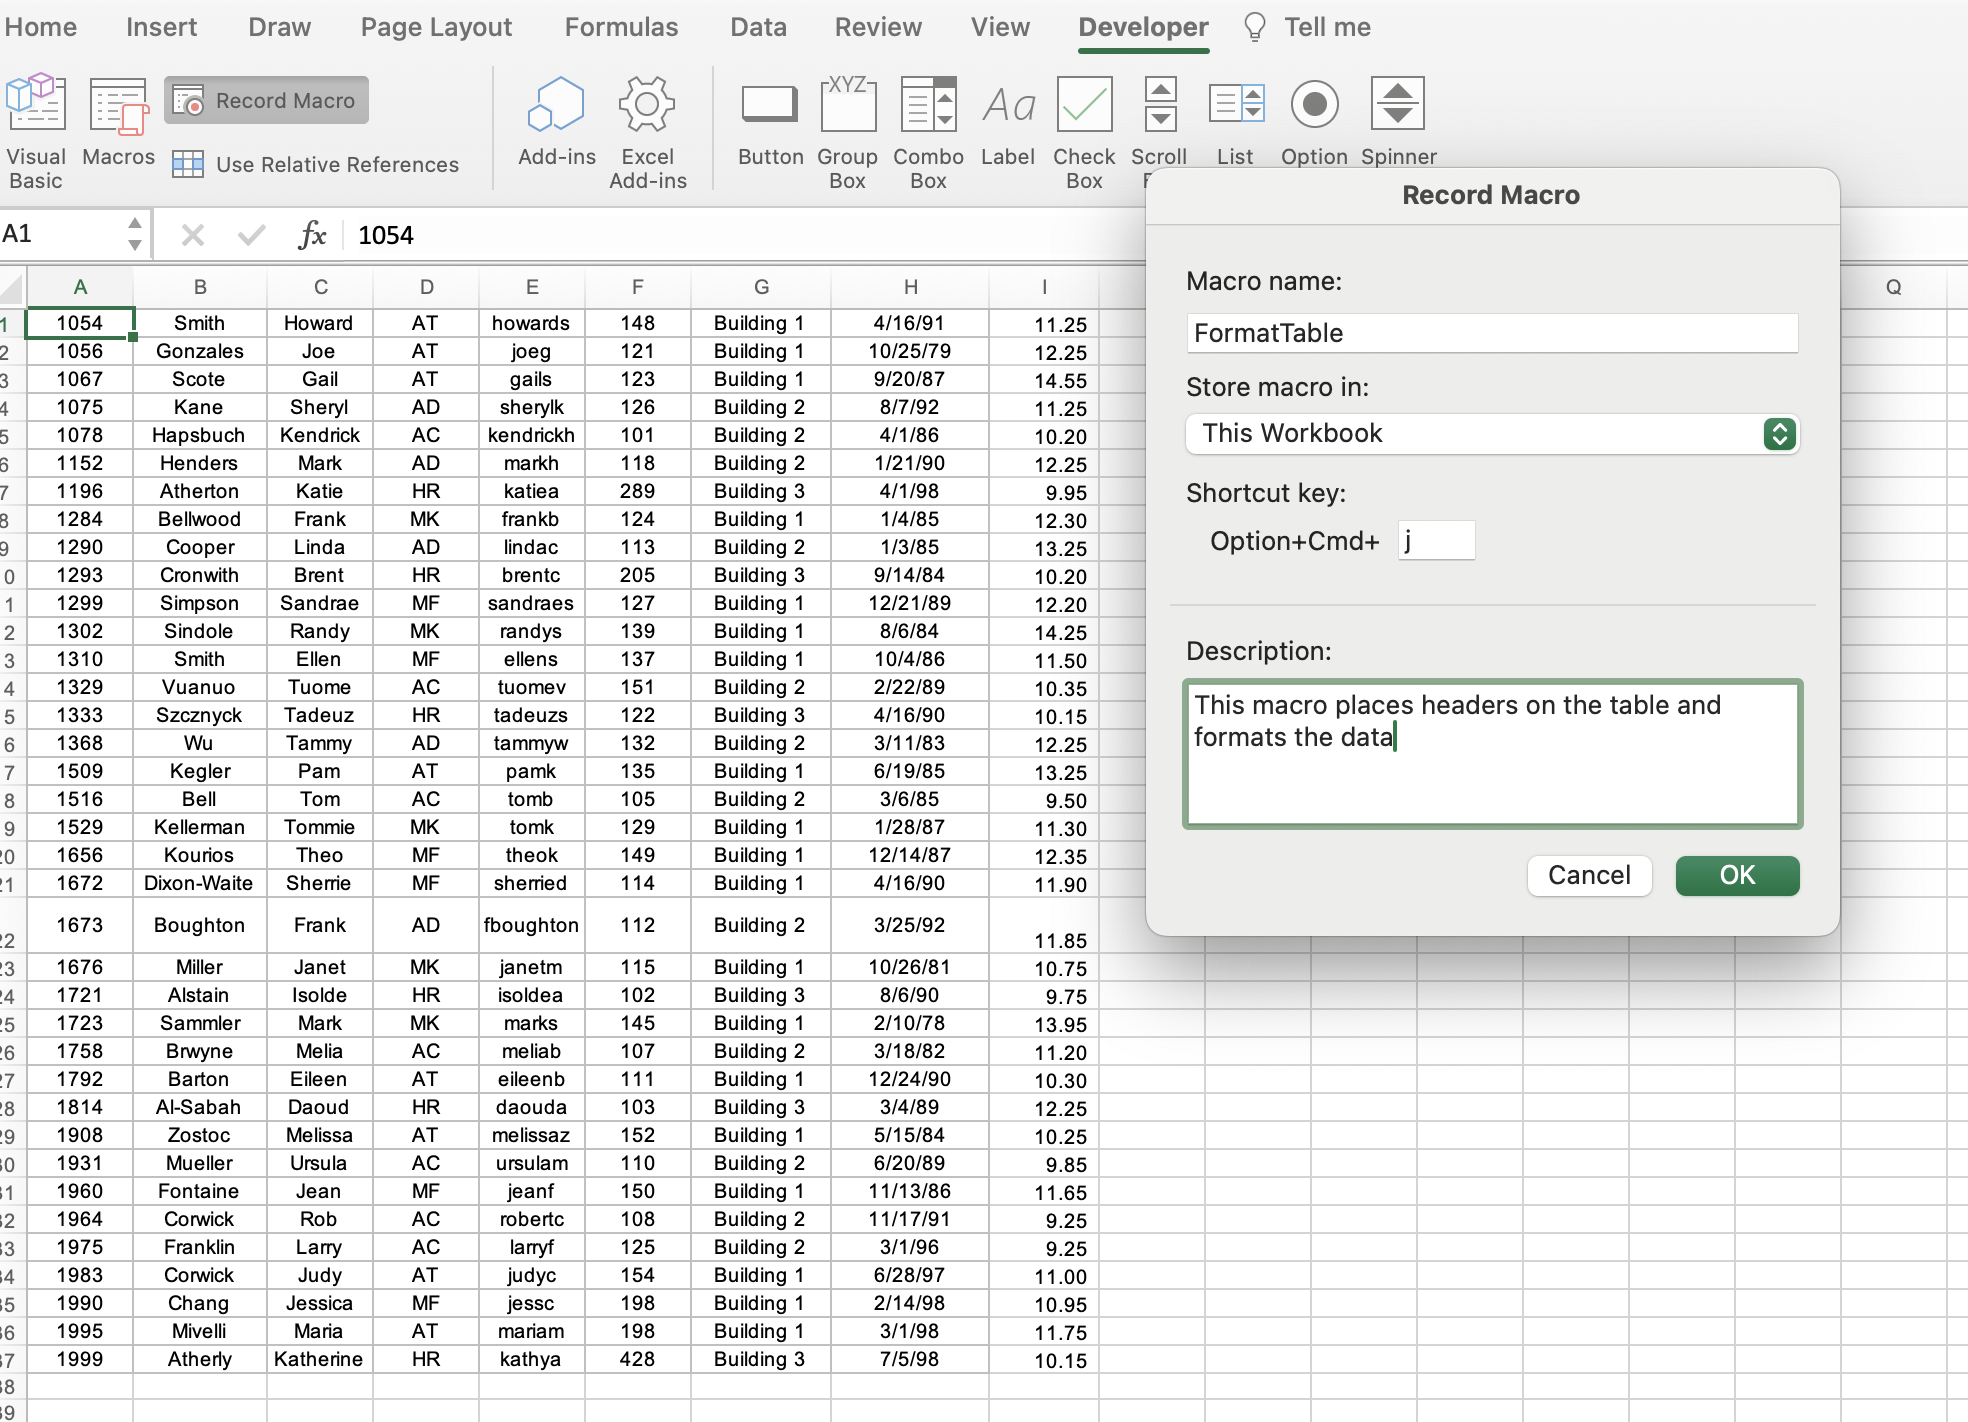 Home Insert Draw Page Layout Formulas Data Review View Developer Tell me
Record Macro
XYZ
Aa
Visual Basic
Macros
Use Relative References
Add-ins
Excel Add-ins
Button
Group Box
Combo Box
Label
Check Box
Scroll
List
Option
Spinner
A1 fx 1054
A B C D E F G H I Q
1 1054 Smith Howard AT howards 148 Building 1 4/16/91 11.25
2 1056 Gonzales Joe AT joeg 121 Building 1 10/25/79 12.25
3 1067 Scote Gail AT gails 123 Building 1 9/20/87 14.55
4 1075 Kane Sheryl AD sherylk 126 Building 2 8/7/92 11.25
5 1078 Hapsbuch Kendrick AC kendrickh 101 Building 2 4/1/86 10.20
6 1152 Henders Mark AD markh 118 Building 2 1/21/90 12.25
7 1196 Atherton Katie HR katiea 289 Building 3 4/1/98 9.95
8 1284 Bellwood Frank MK frankb 124 Building 1 1/4/85 12.30
9 1290 Cooper Linda AD lindac 113 Building 2 1/3/85 13.25
0 1293 Cronwith Brent HR brentc 205 Building 3 9/14/84 10.20
1 1299 Simpson Sandrae MF sandraes 127 Building 1 12/21/89 12.20
2 1302 Sindole Randy MK randys 139 Building 1 8/6/84 14.25
3 1310 Smith Ellen MF ellens 137 Building 1 10/4/86 11.50
4 1329 Vuanuo Tuome AC tuomev 151 Building 2 2/22/89 10.35
5 1333 Szcznyck Tadeuz HR tadeuzs 122 Building 3 4/16/90 10.15
6 1368 Wu Tammy AD tammyw 132 Building 2 3/11/83 12.25
7 1509 Kegler Pam AT pamk 135 Building 1 6/19/85 13.25
8 1516 Bell Tom AC tomb 105 Building 2 3/6/85 9.50
9 1529 Kellerman Tommie MK tomk 129 Building 1 1/28/87 11.30
20 1656 Kourios Theo MF theok 149 Building 1 12/14/87 12.35
21 1672 Dixon-Waite Sherrie MF sherried 114 Building 1 4/16/90 11.90
22 1673 Boughton Frank AD fboughton 112 Building 2 3/25/92 11.85
23 1676 Miller Janet MK janetm 115 Building 1 10/26/81 10.75
24 1721 Alstain Isolde HR isoldea 102 Building 3 8/6/90 9.75
25 1723 Sammler Mark MK marks 145 Building 1 2/10/78 13.95
26 1758 Brwyne Melia AC meliab 107 Building 2 3/18/82 11.20
27 1792 Barton Eileen AT eileenb 111 Building 1 12/24/90 10.30
28 1814 Al-Sabah Daoud HR daouda 103 Building 3 3/4/89 12.25
29 1908 Zostoc Melissa AT melissaz 152 Building 1 5/15/84 10.25
30 1931 Mueller Ursula AC ursulam 110 Building 2 6/20/89 9.85
31 1960 Fontaine Jean MF jeanf 150 Building 1 11/13/86 11.65
32 1964 Corwick Rob AC robertc 108 Building 2 11/17/91 9.25
33 1975 Franklin Larry AC larryf 125 Building 2 3/1/96 9.25
34 1983 Corwick Judy AT judyc 154 Building 1 6/28/97 11.00
35 1990 Chang Jessica MF jessc 198 Building 1 2/14/98 10.95
36 1995 Mivelli Maria AT mariam 198 Building 1 3/1/98 11.75
37 1999 Atherly Katherine HR kathya 428 Building 3 7/5/98 10.15
38
39
Record Macro
Macro name:
FormatTable
Store macro in:
This Workbook
Shortcut key:
Option+Cmd+ j
Description:
This macro places headers on the table and
formats the data
Cancel OK